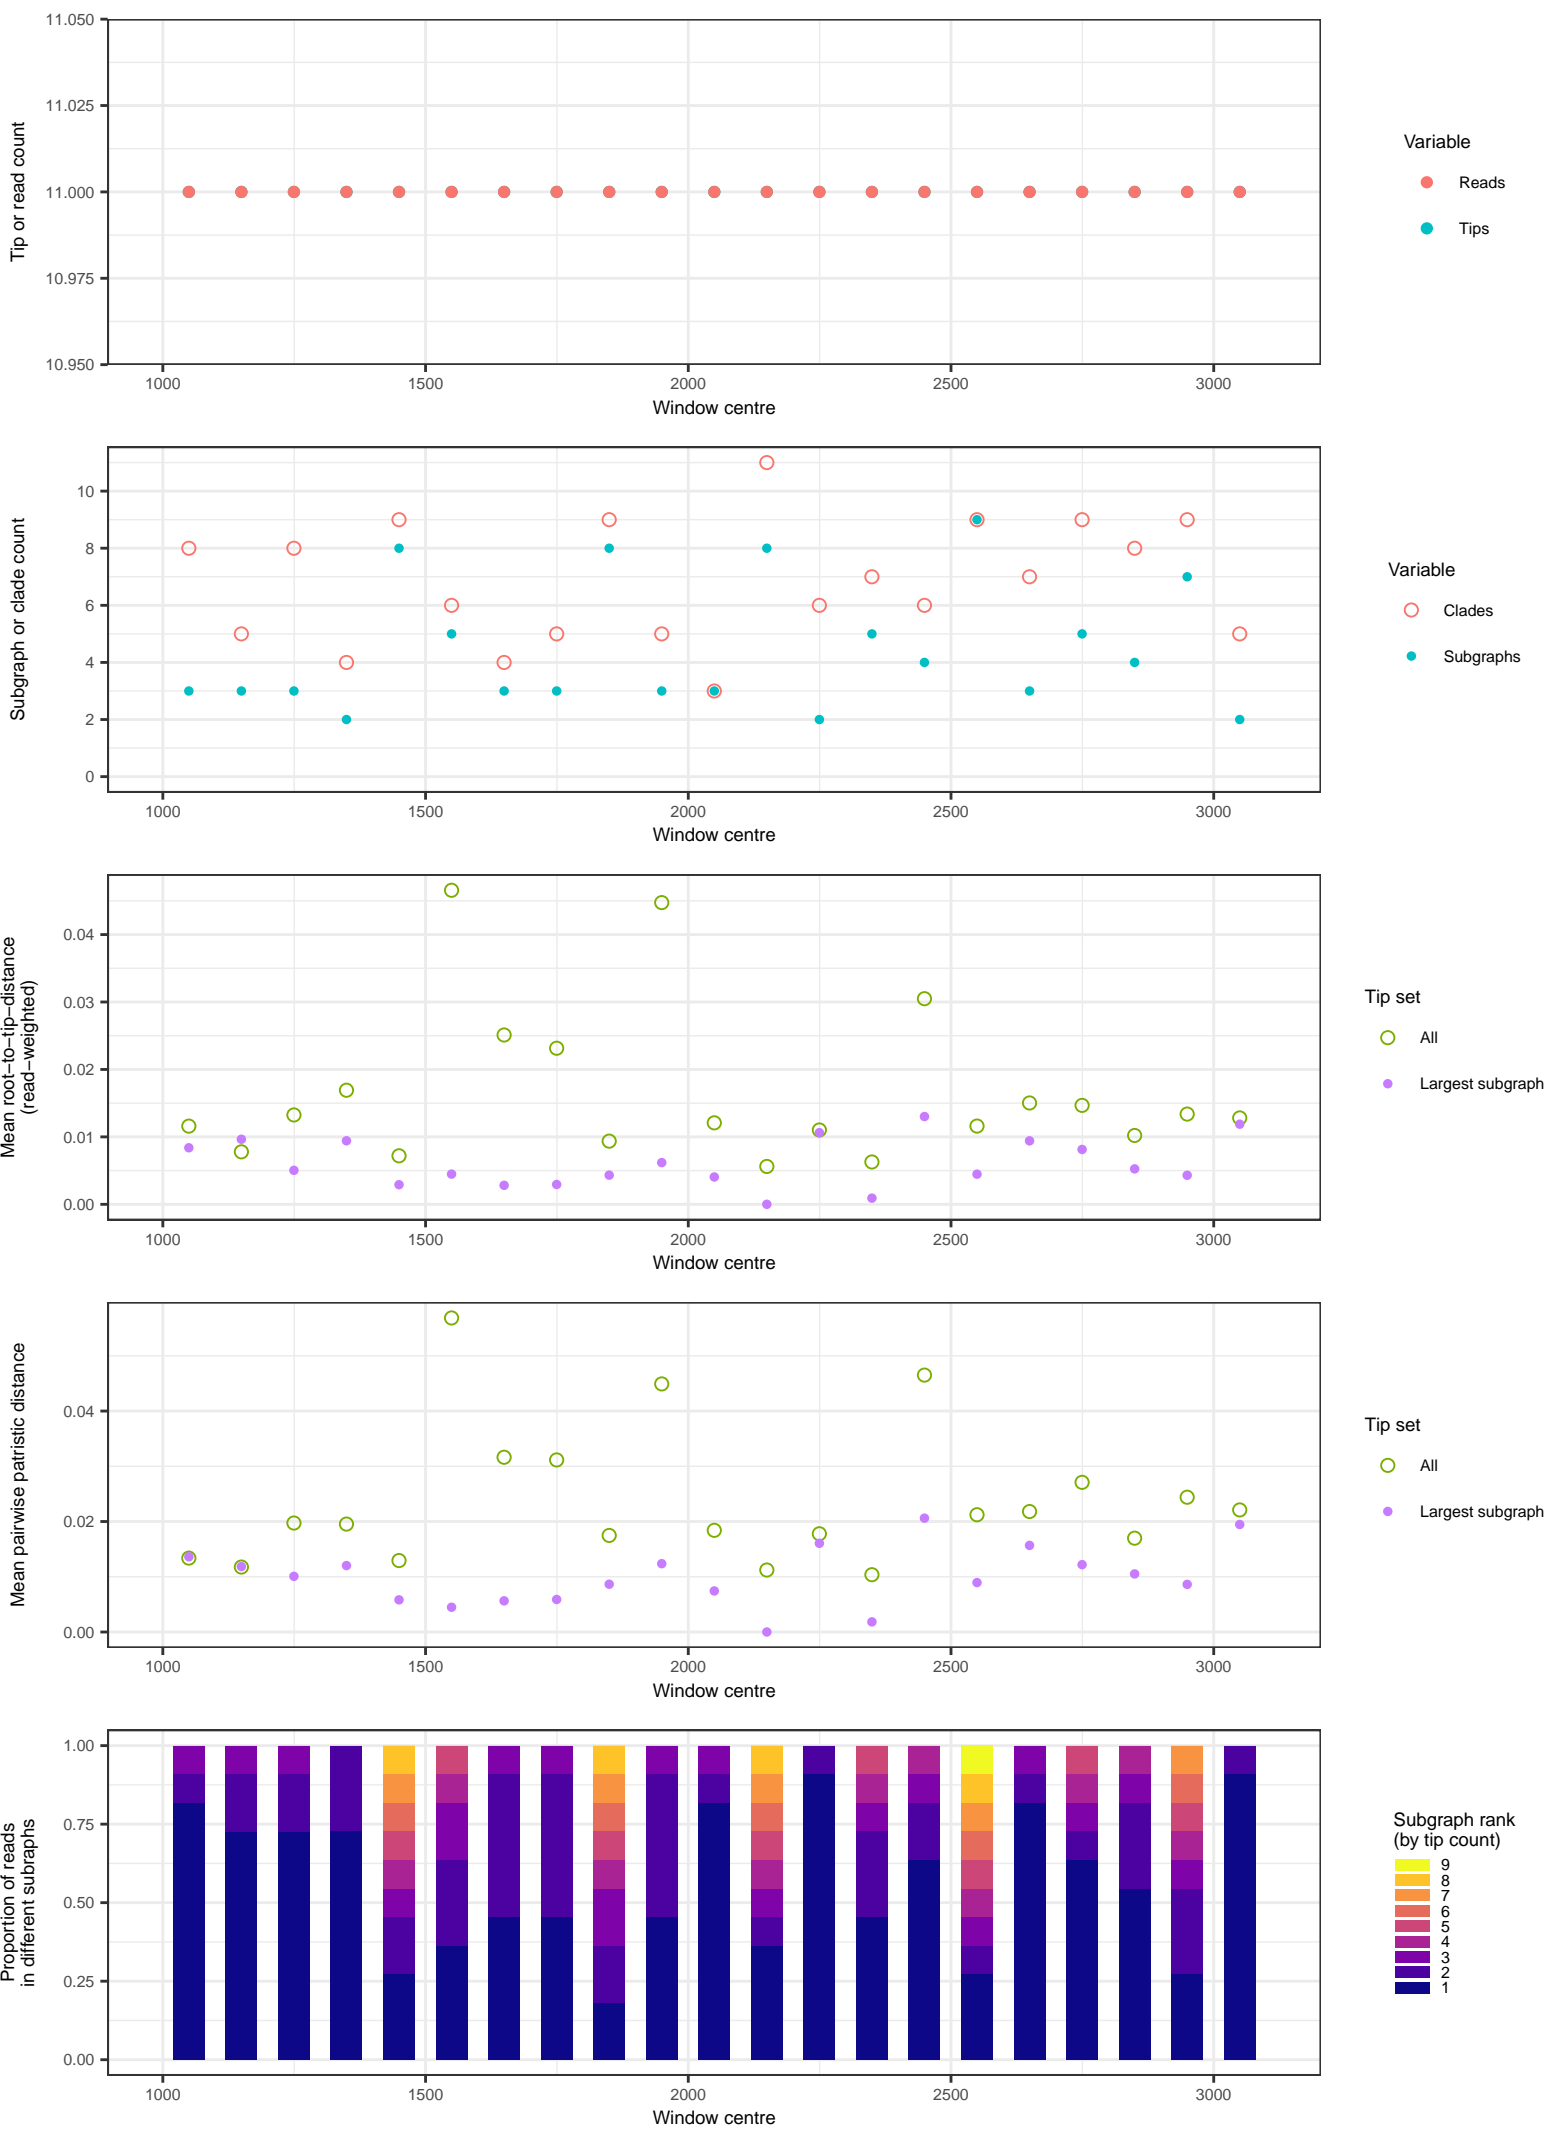 11.050
11.025
11.000
10.975
10.950
Tip or read count
1000 1500 2000 2500 3000
Window centre
Variable
Reads
Tips
10
8
6
4
2
0
Subgraph or clade count
1000 1500 2000 2500 3000
Window centre
Variable
Clades
Subgraphs
0.04
0.03
0.02
0.01
0.00
Mean root−to−tip−distance
(read−weighted)
1000 1500 2000 2500 3000
Window centre
Tip set
All
Largest subgraph
0.04
0.02
0.00
Mean pairwise patristic distance
1000 1500 2000 2500 3000
Window centre
Tip set
All
Largest subgraph
1.00
0.75
0.50
0.25
0.00
Proportion of reads
in different subraphs
1000 1500 2000 2500 3000
Window centre
Subgraph rank
(by tip count)
9
8
7
6
5
4
3
2
1